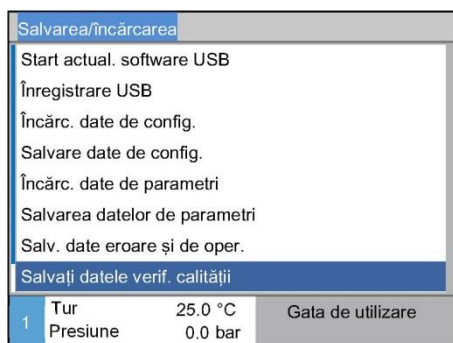 Salvarea/încărcarea
Start actual. software USB
Înregistrare USB
Încărc. date de config.
Salvare date de config.
Încărc. date de parametri
Salvarea datelor de parametri
Salv. date eroare și de oper.
Salvați datele verif. calității
1 Tur 25.0 °C Gata de utilizare
Presiune 0.0 bar